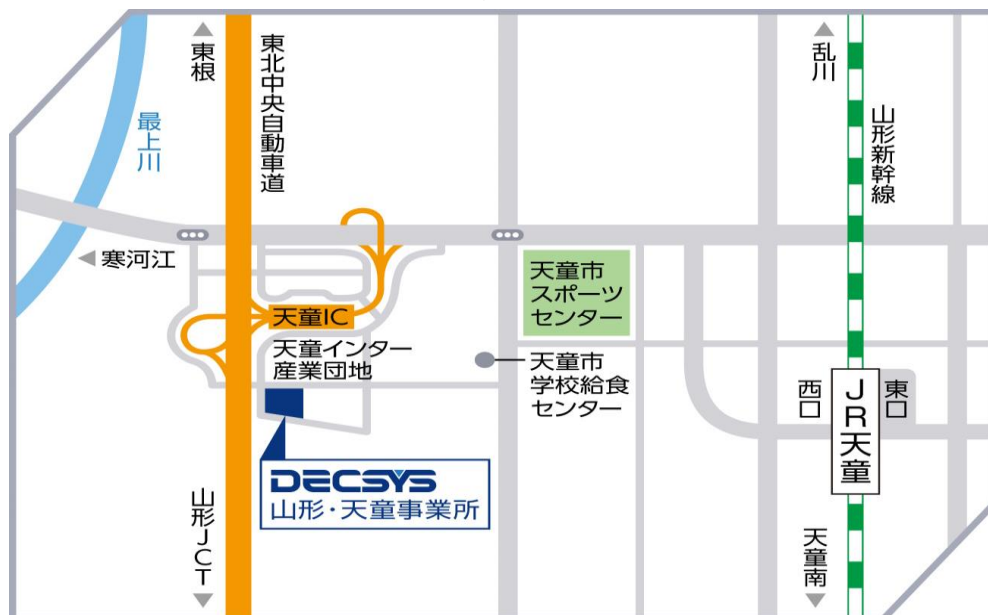 東根
東北中央自動車道
乱川
山形新幹線
最上川
寒河江
天童市
スポーツ
センター
天童IC
天童インター
産業団地
天童市
学校給食
センター
西口
JR天童
東口
DECSYS
山形・天童事業所
山形JCT
天童南